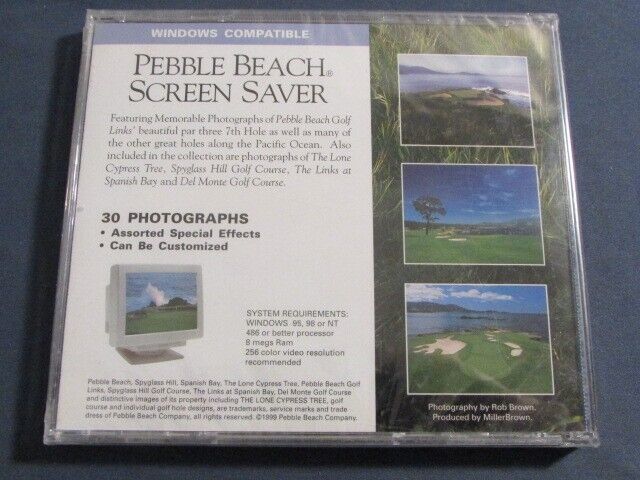 WINDOWS COMPATIBLE
PEBBLE BEACH®
SCREEN SAVER
Featuring Memorable Photographs of Pebble Beach Golf
Links' beautiful par three 7th Hole as well as many of
the other great holes along the Pacific Ocean. Also
included in the collection are photographs of The Lone
Cypress Tree, Spyglass Hill Golf Course, The Links at
Spanish Bay and Del Monte Golf Course.
30 PHOTOGRAPHS
• Assorted Special Effects
• Can Be Customized
SYSTEM REQUIREMENTS:
WINDOWS 95, 98 or NT
486 or better processor
8 megs Ram
256 color video resolution
recommended
Pebble Beach, Spyglass Hill, Spanish Bay, The Lone Cypress Tree, Pebble Beach Golf
Links, Spyglass Hill Golf Course, The Links at Spanish Bay, Del Monte Golf Course
and distinctive images of its property including THE LONE CYPRESS TREE, golf
course and individual golf hole designs, are trademarks, service marks and trade
dress of Pebble Beach Company, all rights reserved. ©1999 Pebble Beach Company.
Photography by Rob Brown.
Produced by MillerBrown.